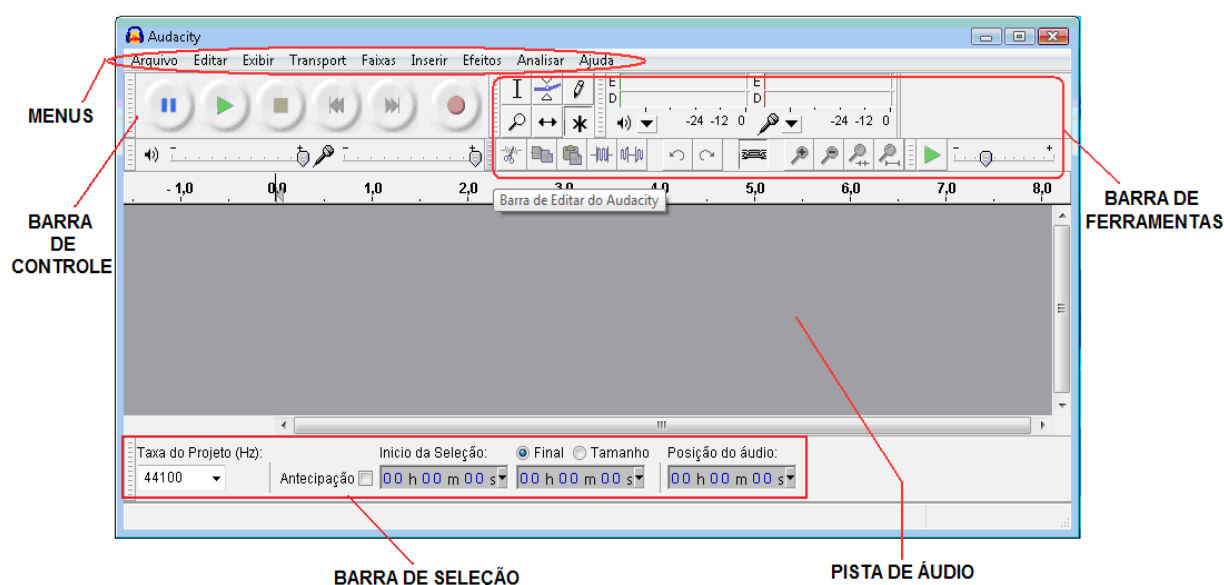 Audacity
Arquivo Editar Exibir Transport Faixas Inserir Efeitos Analisar Ajuda
MENUS
E
D
E
D
-24 -12 0
-24 -12 0
- 1,0 0,0 1,0 2,0 3,0 4,0 5,0 6,0 7,0 8,0
Barra de Editar do Audacity
BARRA
DE
CONTROLE
BARRA DE
FERRAMENTAS
Taxa do Projeto (Hz):
Inicio da Seleção:
Final
Tamanho
Posição do áudio:
44100
Antecipação
00 h 00 m 00 s
00 h 00 m 00 s
00 h 00 m 00 s
BARRA DE SELEÇÃO
PISTA DE ÁUDIO